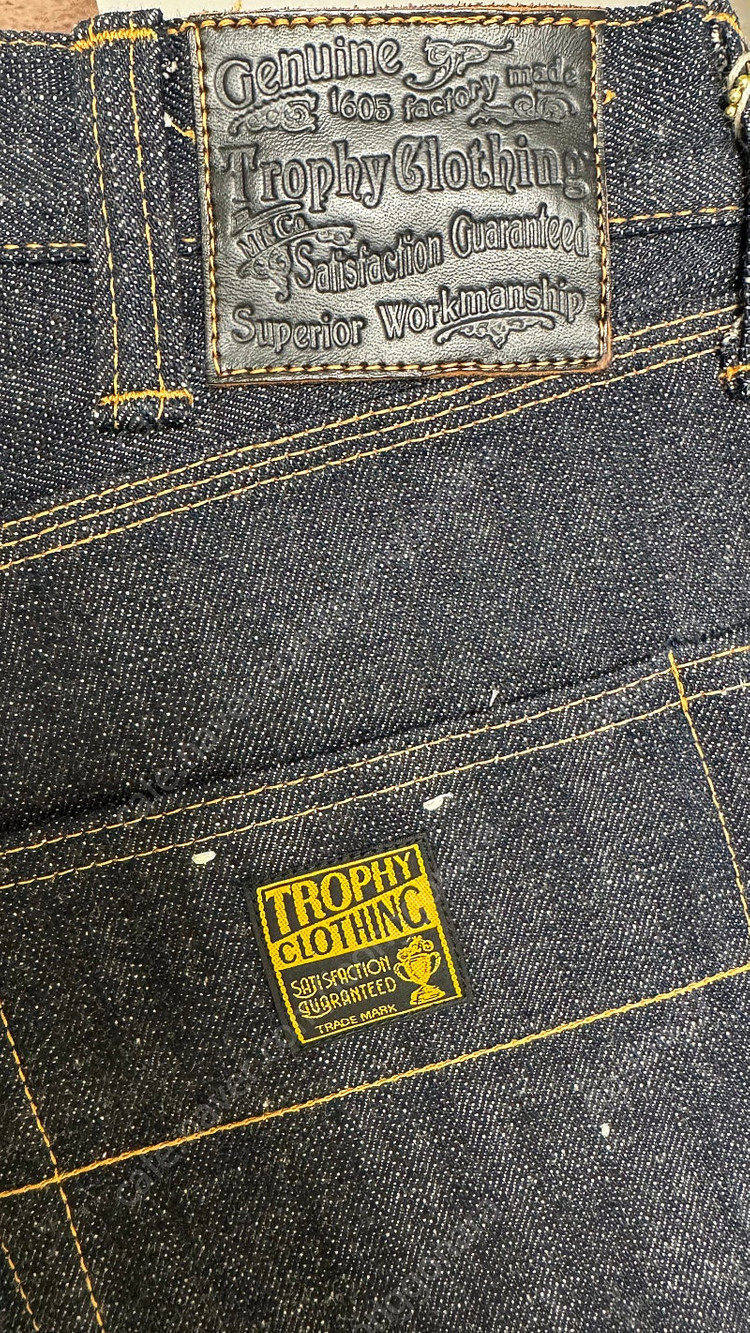 Genuine
1605 factory made
Trophy Clothing
Mfg Co
Satisfaction Guaranteed
Superior Workmanship
TROPHY
CLOTHING
SATISFACTION
GUARANTEED
TRADE MARK